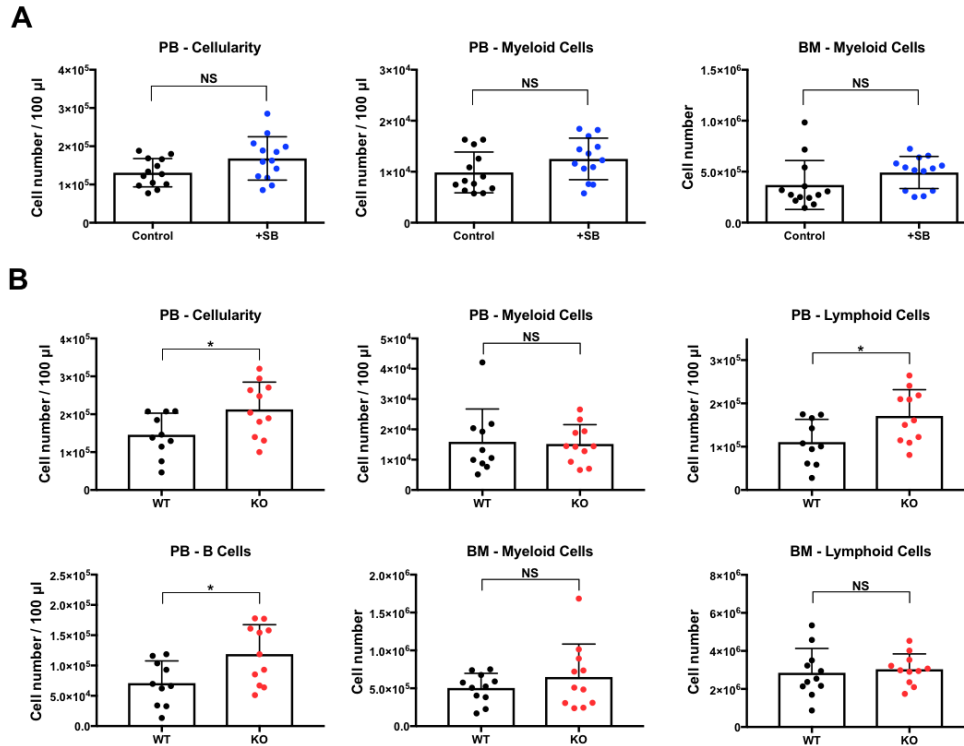 A
PB - Cellularity
Cell number / 100 µl
4×10⁵
3×10⁵
2×10⁵
1×10⁵
0
NS
Control +SB
PB - Myeloid Cells
Cell number / 100 µl
3×10⁴
2×10⁴
1×10⁴
0
NS
Control +SB
BM - Myeloid Cells
Cell number
1.5×10⁶
1.0×10⁶
5.0×10⁵
0.0
NS
Control +SB
B
PB - Cellularity
Cell number / 100 µl
4×10⁵
3×10⁵
2×10⁵
1×10⁵
0
*
WT KO
PB - Myeloid Cells
Cell number / 100 µl
5×10⁴
4×10⁴
3×10⁴
2×10⁴
1×10⁴
0
NS
WT KO
PB - Lymphoid Cells
Cell number / 100 µl
3×10⁵
2×10⁵
1×10⁵
0
*
WT KO
PB - B Cells
Cell number / 100 µl
2.5×10⁵
2.0×10⁵
1.5×10⁵
1.0×10⁵
5.0×10⁴
0.0
*
WT KO
BM - Myeloid Cells
Cell number
2.0×10⁶
1.5×10⁶
1.0×10⁶
5.0×10⁵
0.0
NS
WT KO
BM - Lymphoid Cells
Cell number
8×10⁶
6×10⁶
4×10⁶
2×10⁶
0
NS
WT KO